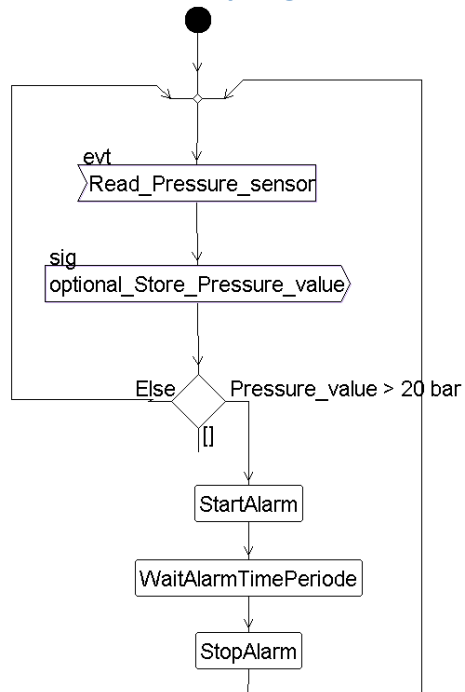 evt
Read_Pressure_sensor
sig
optional_Store_Pressure_value
Else
Pressure_value > 20 bar
[]
StartAlarm
WaitAlarmTimePeriode
StopAlarm